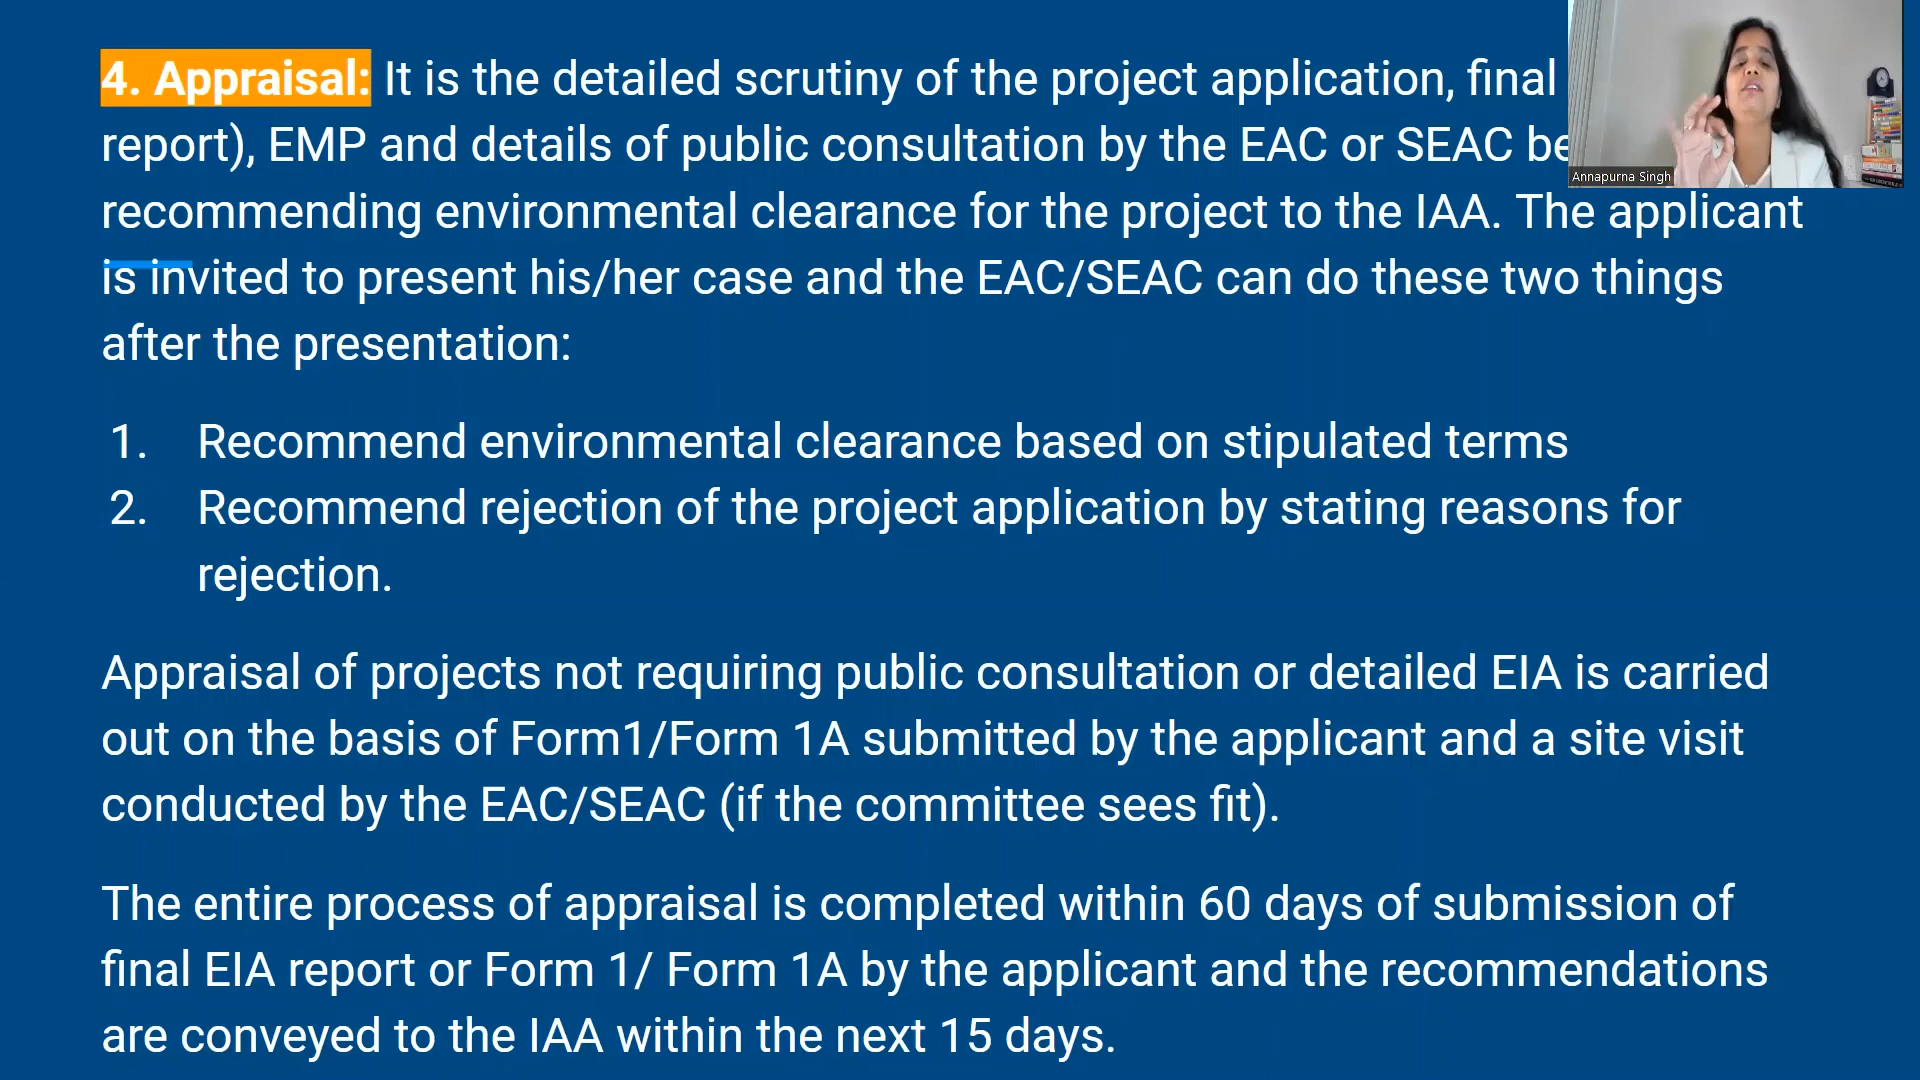 4. Appraisal: It is the detailed scrutiny of the project application, final
report), EMP and details of public consultation by the EAC or SEAC
Annapurna Singh
recommending environmental clearance for the project to the IAA. The applicant
is invited to present his/her case and the EAC/SEAC can do these two things
after the presentation:
1. Recommend environmental clearance based on stipulated terms
2. Recommend rejection of the project application by stating reasons for
rejection.
Appraisal of projects not requiring public consultation or detailed EIA is carried
out on the basis of Form1/Form 1A submitted by the applicant and a site visit
conducted by the EAC/SEAC (if the committee sees fit).
The entire process of appraisal is completed within 60 days of submission of
final EIA report or Form 1/ Form 1A by the applicant and the recommendations
are conveyed to the IAA within the next 15 days.